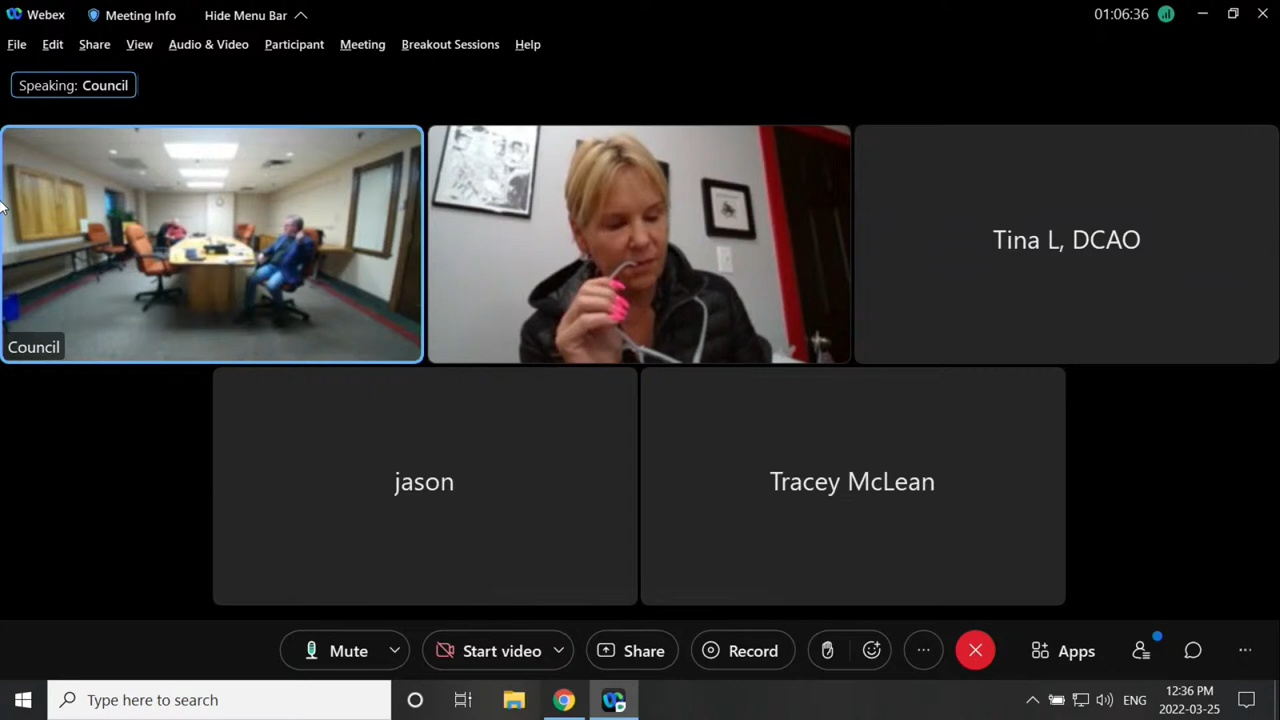 Webex
Meeting Info
Hide Menu Bar
01:06:36
File
Edit
Share
View
Audio & Video
Participant
Meeting
Breakout Sessions
Help
Speaking: Council
Council
Tina L, DCAO
jason
Tracey McLean
Mute
Start video
Share
Record
Apps
Type here to search
ENG
12:36 PM
2022-03-25